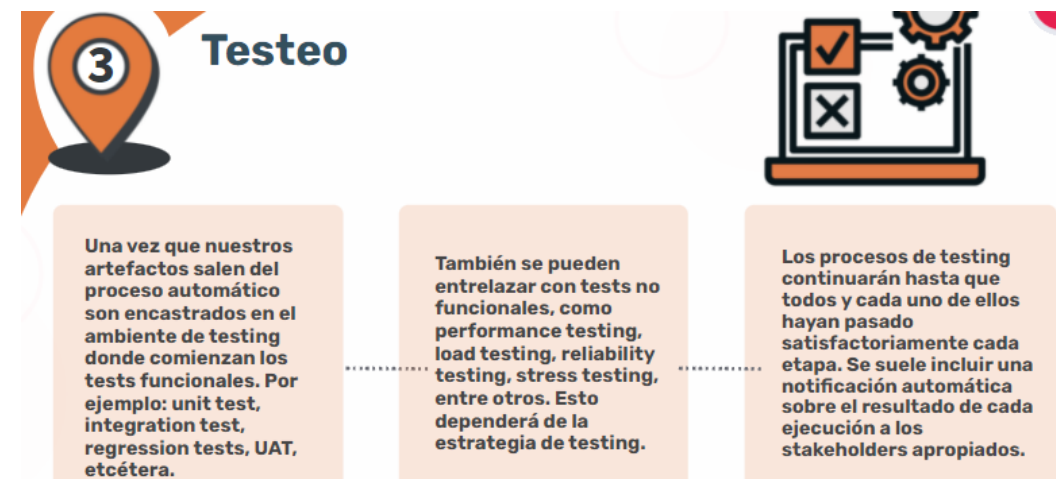 3
Testeo
Una vez que nuestros
artefactos salen del
proceso automático
son encastrados en el
ambiente de testing
donde comienzan los
tests funcionales. Por
ejemplo: unit test,
integration test,
regression tests, UAT,
etcétera.
También se pueden
entrelazar con tests no
funcionales, como
performance testing,
load testing, reliability
testing, stress testing,
entre otros. Esto
dependerá de la
estrategia de testing.
Los procesos de testing
continuarán hasta que
todos y cada uno de ellos
hayan pasado
satisfactoriamente cada
etapa. Se suele incluir una
notificación automática
sobre el resultado de cada
ejecución a los
stakeholders apropiados.